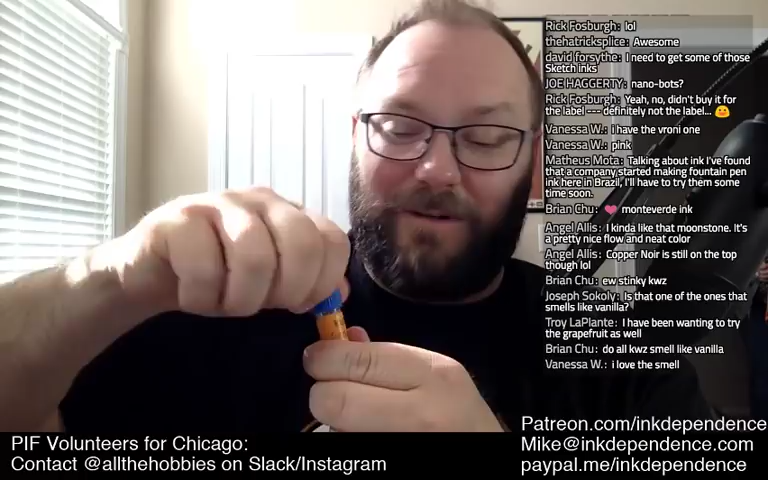 Rick Fosburgh: lol
thehatricksplice: Awesome
david forsythe: I need to get some of those
Sketch inks
JOE HAGGERTY: nano-bots?
Rick Fosburgh: Yeah, no, didn't buy it for
the label --- definitely not the label...
Vanessa W.: i have the vroni one
Vanessa W.: pink
Matheus Mota: Talking about ink I've found
that a company started making fountain pen
ink here in Brazil, I'll have to try them some
time soon.
Brian Chu: monteverde ink
Angel Allis: I kinda like that moonstone. It's
a pretty nice flow and neat color
Angel Allis: Copper Noir is still on the top
though lol
Brian Chu: ew stinky kwz
Joseph Sokoly: Is that one of the ones that
smells like vanilla?
Troy LaPlante: I have been wanting to try
the grapefruit as well
Brian Chu: do all kwz smell like vanilla
Vanessa W.: i love the smell
PIF Volunteers for Chicago:
Contact @allthehobbies on Slack/Instagram
Patreon.com/inkdependence
Mike@inkdependence.com
paypal.me/inkdependence